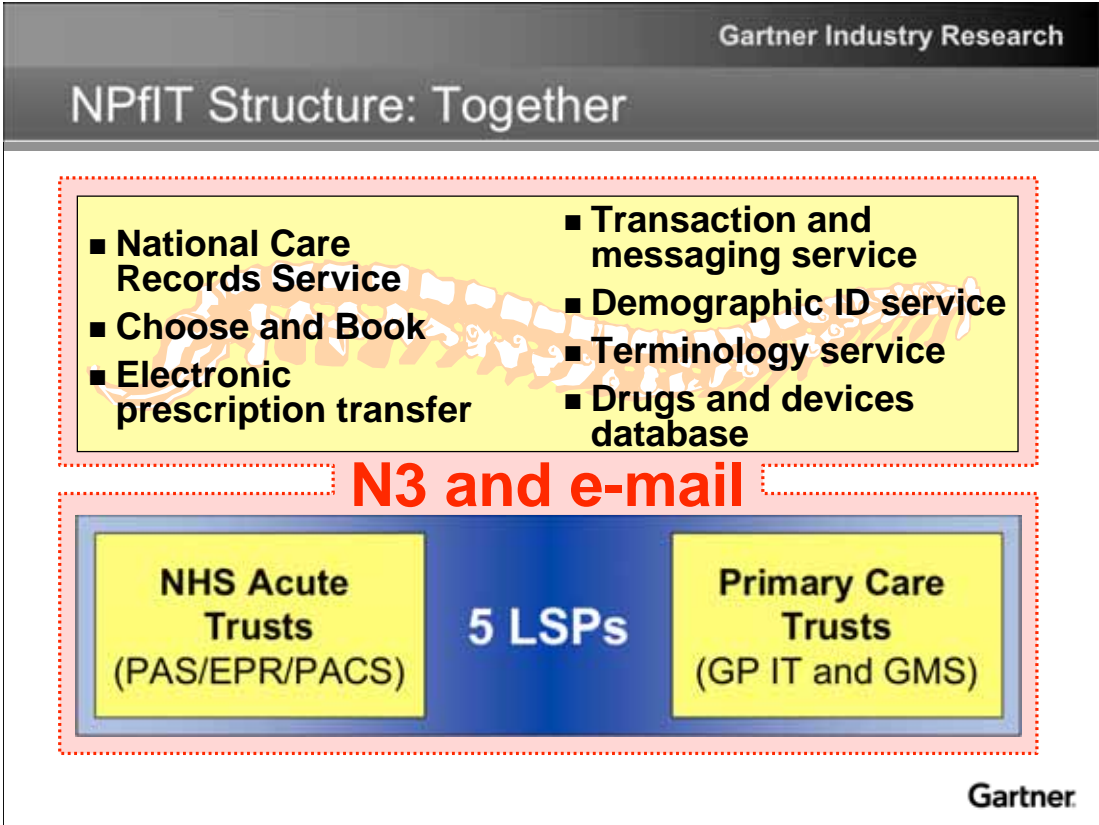 Gartner Industry Research
NPfIT Structure: Together
■ National Care
Records Service
■ Choose and Book
■ Electronic
prescription transfer
■ Transaction and
messaging service
■ Demographic ID service
■ Terminology service
■ Drugs and devices
database
N3 and e-mail
NHS Acute
Trusts
(PAS/EPR/PACS)
5 LSPs
Primary Care
Trusts
(GP IT and GMS)
Gartner.